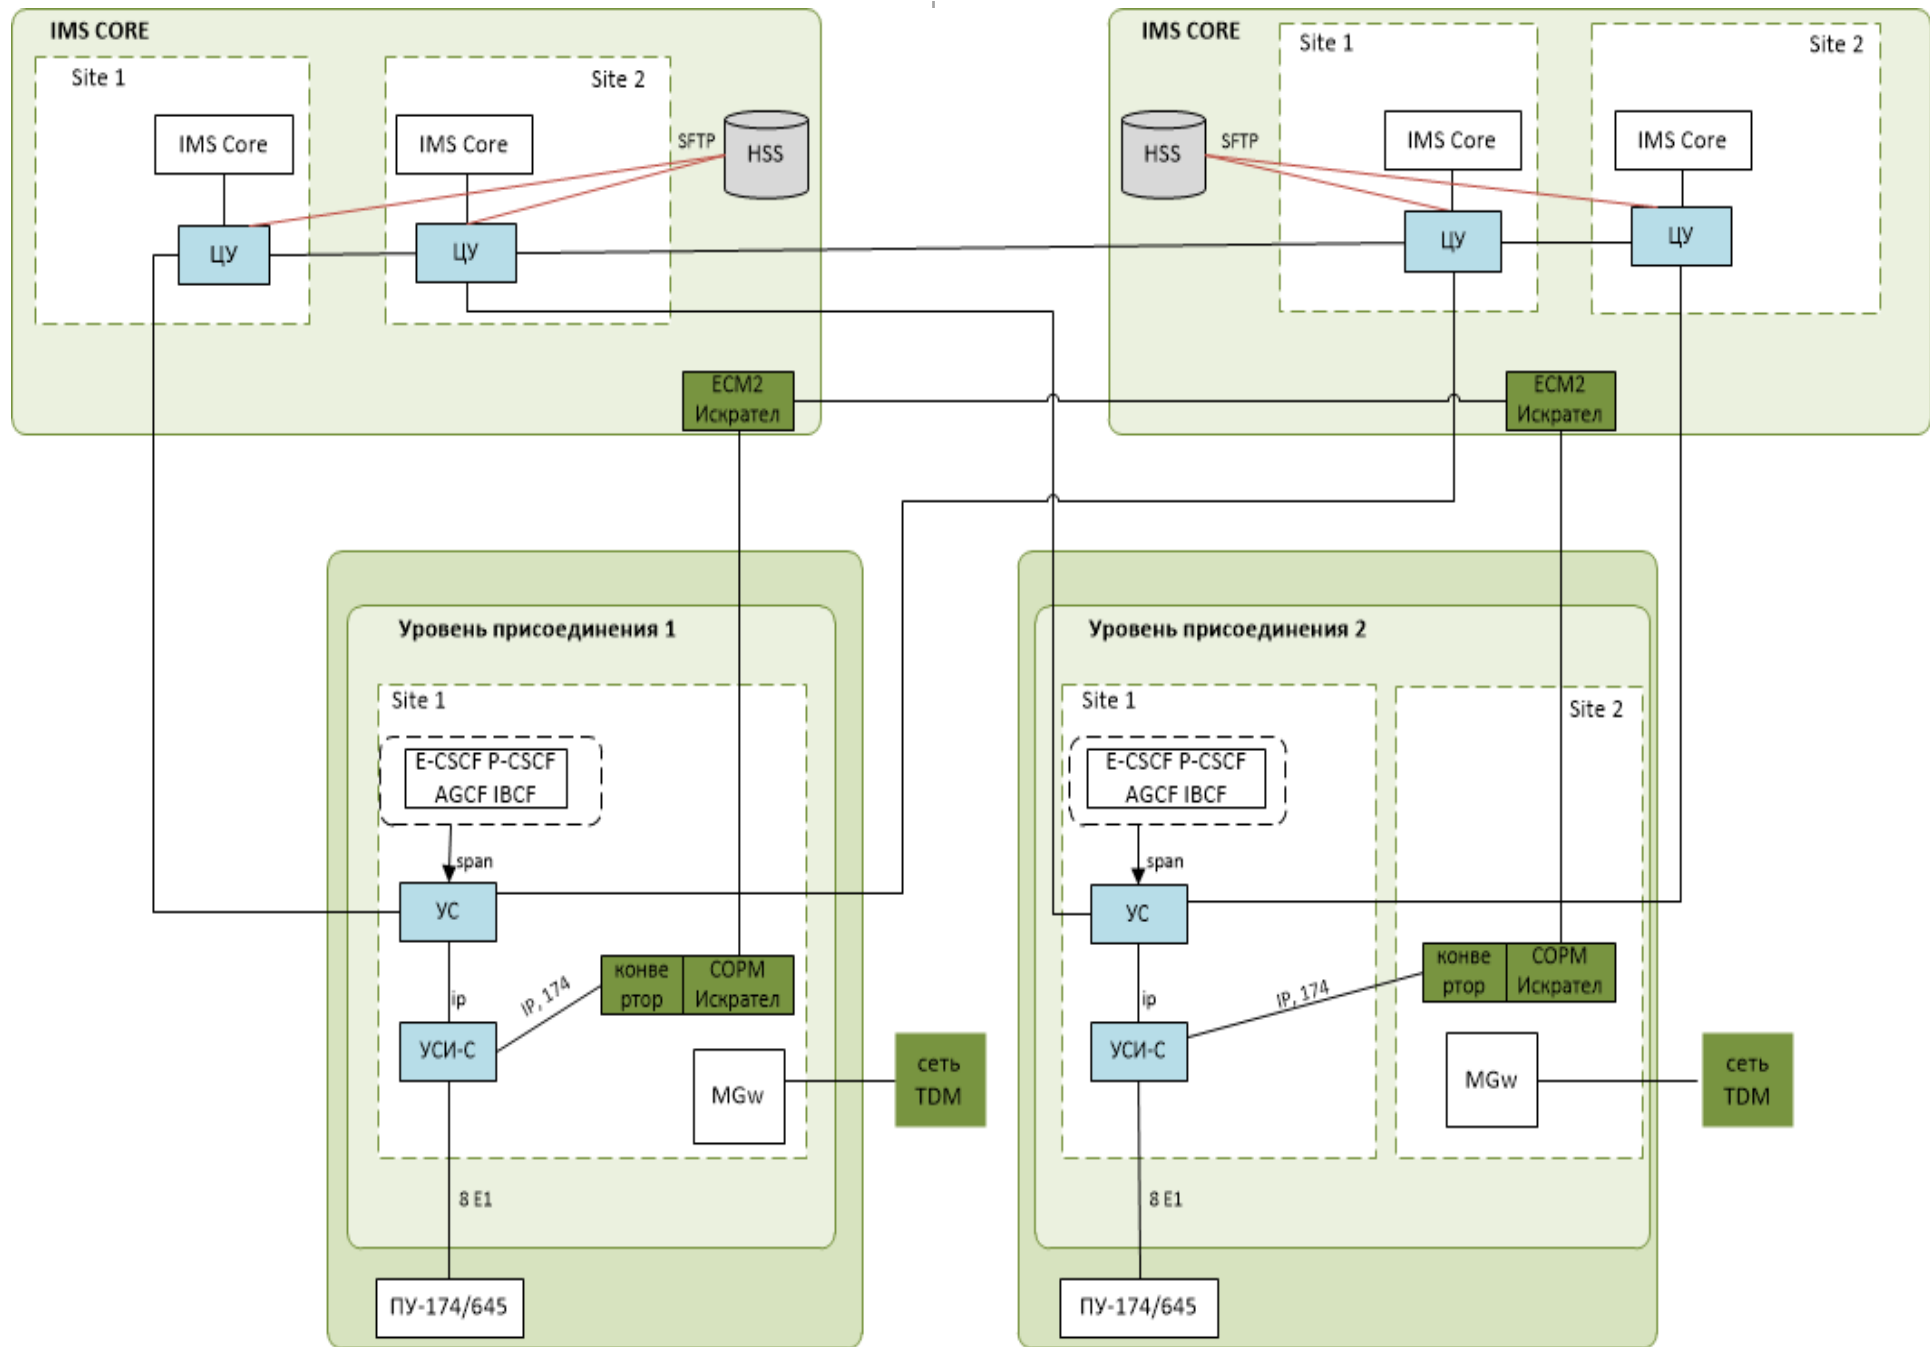 IMS CORE
Site 1
Site 2
IMS Core
IMS Core
SFTP
HSS
ЦУ
ЦУ
ECM2
Искрател
IMS CORE
Site 1
Site 2
HSS
SFTP
IMS Core
IMS Core
ЦУ
ЦУ
ECM2
Искрател
Уровень присоединения 1
Site 1
E-CSCF P-CSCF
AGCF IBCF
span
УС
ip
IP, 174
конве
ртор
СОРМ
Искрател
УСИ-С
MGw
сеть
TDM
8 E1
ПУ-174/645
Уровень присоединения 2
Site 1
Site 2
E-CSCF P-CSCF
AGCF IBCF
span
УС
ip
IP, 174
конве
ртор
СОРМ
Искрател
УСИ-С
MGw
сеть
TDM
8 E1
ПУ-174/645